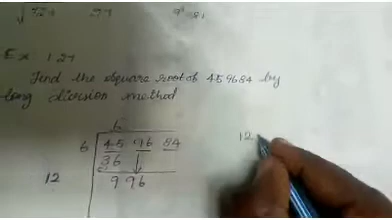 Ex 1.21
Find the square root of 459684 by
long division method
6
6 45 96 84
36
12 9 96
12